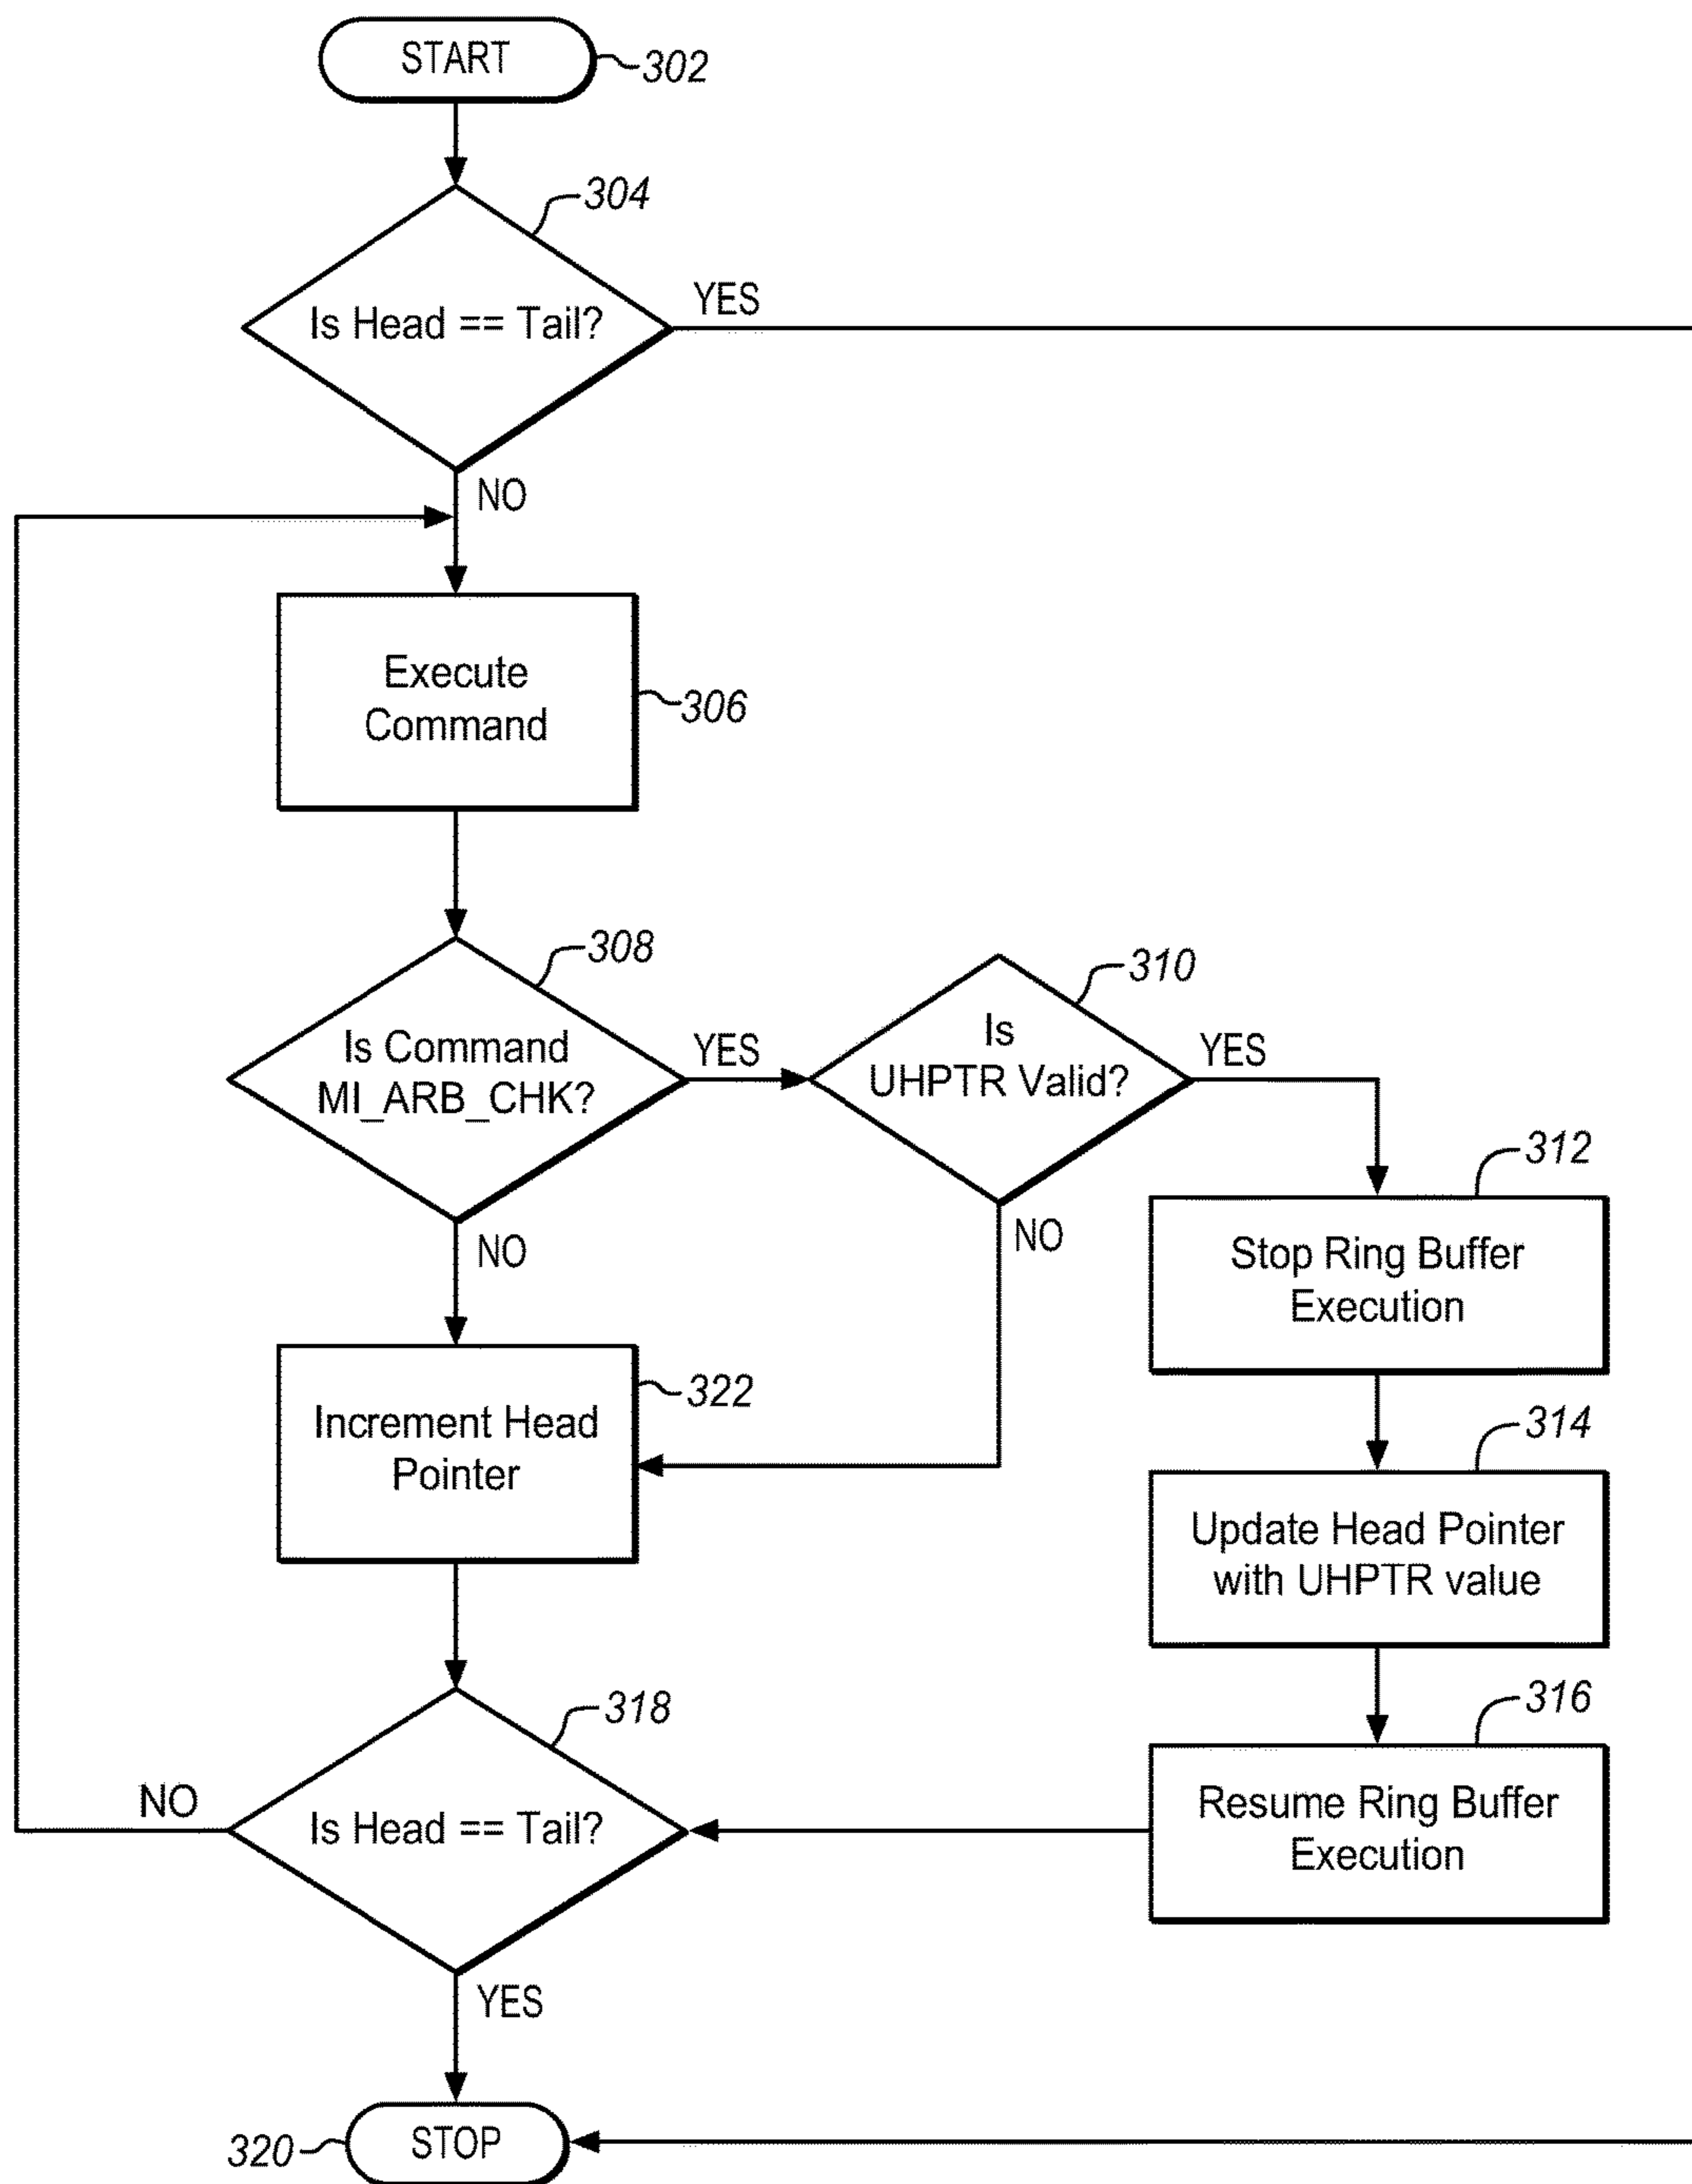 START
302
304
Is Head == Tail?
YES
NO
Execute
Command
306
308
Is Command
MI_ARB_CHK?
YES
310
Is
UHPTR Valid?
YES
NO
NO
312
Stop Ring Buffer
Execution
322
Increment Head
Pointer
314
Update Head Pointer
with UHPTR value
316
Resume Ring Buffer
Execution
318
Is Head == Tail?
NO
YES
320
STOP